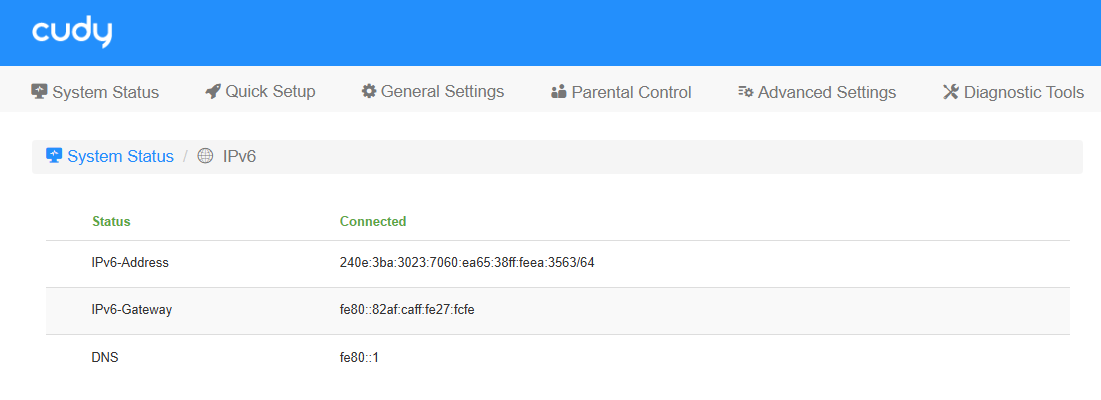 cudy
System Status Quick Setup General Settings Parental Control Advanced Settings Diagnostic Tools
System Status / IPv6
Status Connected
IPv6-Address 240e:3ba:3023:7060:ea65:38ff:feea:3563/64
IPv6-Gateway fe80::82af:caff:fe27:fcfe
DNS fe80::1